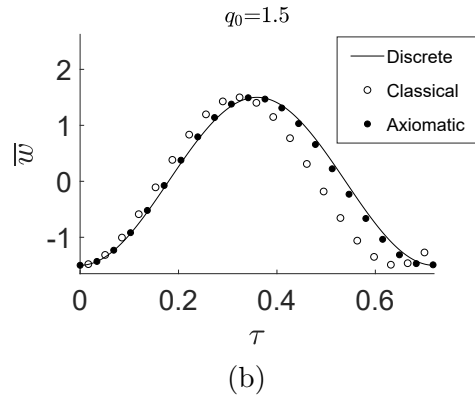 q₀=1.5
2
1
0
-1
w̅
Discrete
Classical
Axiomatic
0
0.2
0.4
0.6
τ
(b)